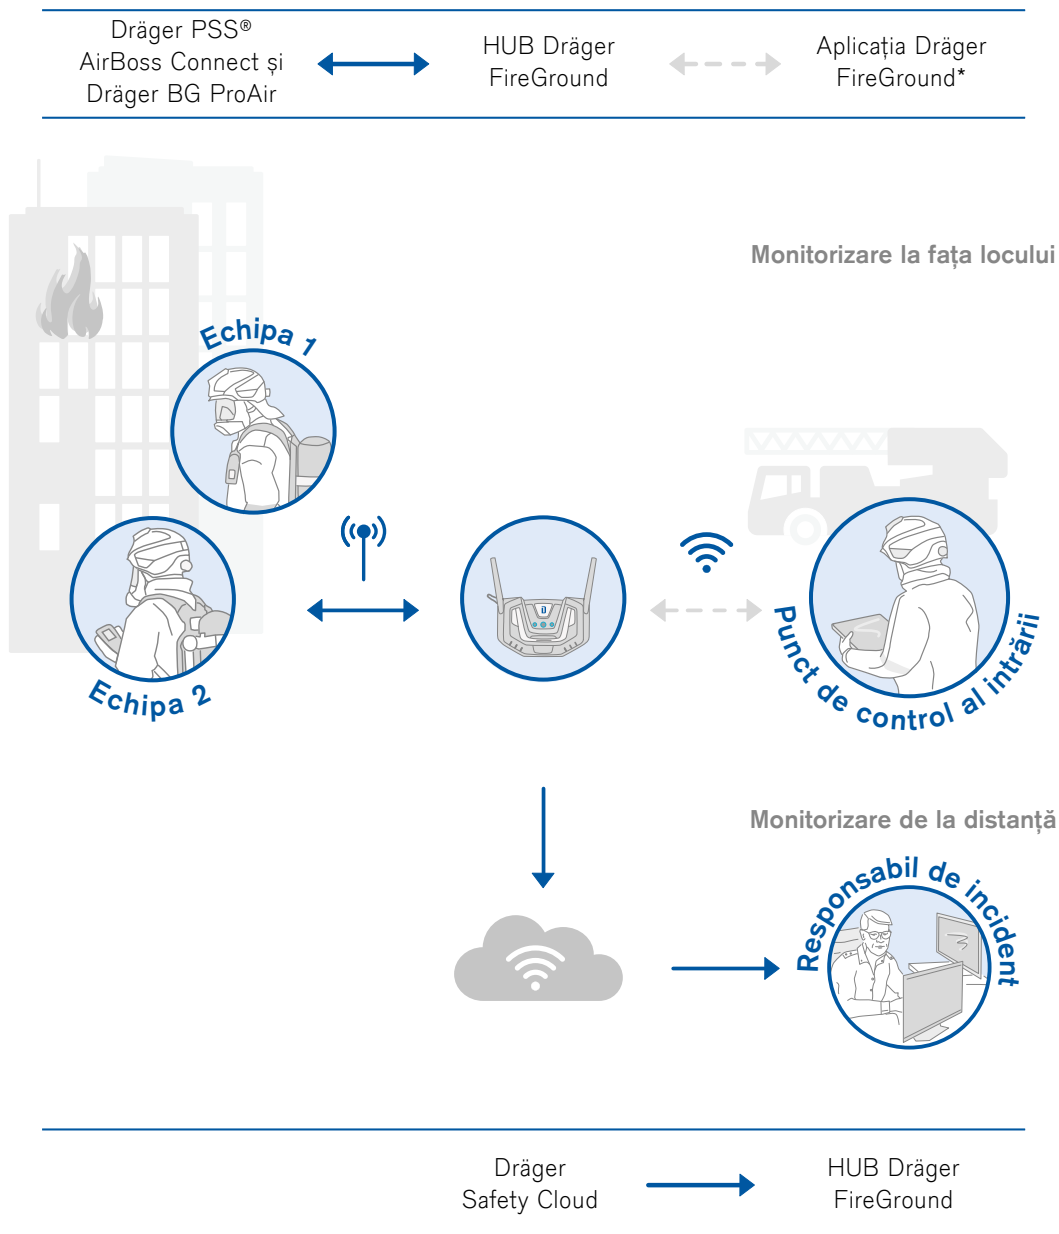 Dräger PSS®
AirBoss Connect și
Dräger BG ProAir
HUB Dräger
FireGround
Aplicația Dräger
FireGround*
Monitorizare la fața locului
Echipa 1
Echipa 2
Punct de control al intrării
Monitorizare de la distanță
Responsabil de incident
Dräger
Safety Cloud
HUB Dräger
FireGround